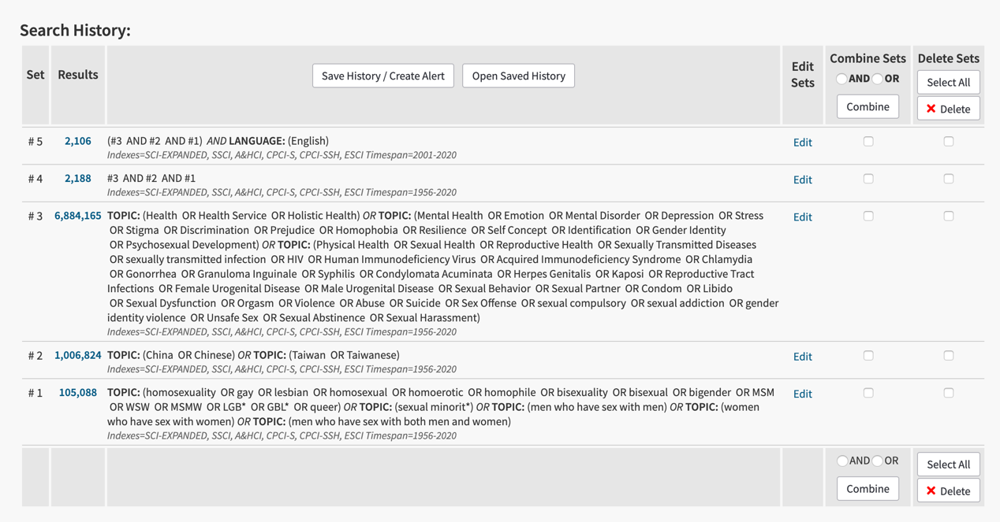 Search History:
Set Results Save History / Create Alert Open Saved History Edit Sets Combine Sets AND OR Combine Delete Sets Select All Delete
# 5 2,106 (#3 AND #2 AND #1) AND LANGUAGE: (English) Edit
Indexes=SCI-EXPANDED, SSCI, A&HCI, CPCI-S, CPCI-SSH, ESCI Timespan=2001-2020
# 4 2,188 #3 AND #2 AND #1 Edit
Indexes=SCI-EXPANDED, SSCI, A&HCI, CPCI-S, CPCI-SSH, ESCI Timespan=1956-2020
# 3 6,884,165 TOPIC: (Health OR Health Service OR Holistic Health) OR TOPIC: (Mental Health OR Emotion OR Mental Disorder OR Depression OR Stress Edit
OR Stigma OR Discrimination OR Prejudice OR Homophobia OR Resilience OR Self Concept OR Identification OR Gender Identity
OR Psychosexual Development) OR TOPIC: (Physical Health OR Sexual Health OR Reproductive Health OR Sexually Transmitted Diseases
OR sexually transmitted infection OR HIV OR Human Immunodeficiency Virus OR Acquired Immunodeficiency Syndrome OR Chlamydia
OR Gonorrhea OR Granuloma Inguinale OR Syphilis OR Condylomata Acuminata OR Herpes Genitalis OR Kaposi OR Reproductive Tract
Infections OR Female Urogenital Disease OR Male Urogenital Disease OR Sexual Behavior OR Sexual Partner OR Condom OR Libido
OR Sexual Dysfunction OR Orgasm OR Violence OR Abuse OR Suicide OR Sex Offense OR sexual compulsory OR sexual addiction OR gender
identity violence OR Unsafe Sex OR Sexual Abstinence OR Sexual Harassment)
Indexes=SCI-EXPANDED, SSCI, A&HCI, CPCI-S, CPCI-SSH, ESCI Timespan=1956-2020
# 2 1,006,824 TOPIC: (China OR Chinese) OR TOPIC: (Taiwan OR Taiwanese) Edit
Indexes=SCI-EXPANDED, SSCI, A&HCI, CPCI-S, CPCI-SSH, ESCI Timespan=1956-2020
# 1 105,088 TOPIC: (homosexuality OR gay OR lesbian OR homosexual OR homoerotic OR homophile OR bisexuality OR bisexual OR bigender OR MSM Edit
OR WSW OR MSMW OR LGB* OR GBL* OR queer) OR TOPIC: (sexual minorit*) OR TOPIC: (men who have sex with men) OR TOPIC: (women
who have sex with women) OR TOPIC: (men who have sex with both men and women)
Indexes=SCI-EXPANDED, SSCI, A&HCI, CPCI-S, CPCI-SSH, ESCI Timespan=1956-2020
AND OR Select All
Combine Delete